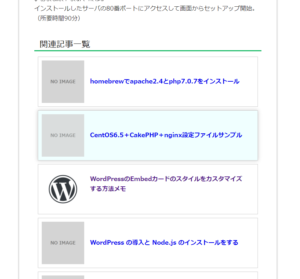 インストールしたサーバの80番ポートにアクセスして画面からセットアップ開始。
（所要時間90分）
関連記事一覧
NO IMAGE
homebrewでapache2.4とphp7.0.7をインストール
NO IMAGE
CentOS6.5＋CakePHP＋nginx設定ファイルサンプル
WordPressのEmbedカードのスタイルをカスタマイズ
する方法メモ
NO IMAGE
WordPress の導入と Node.js のインストールをする